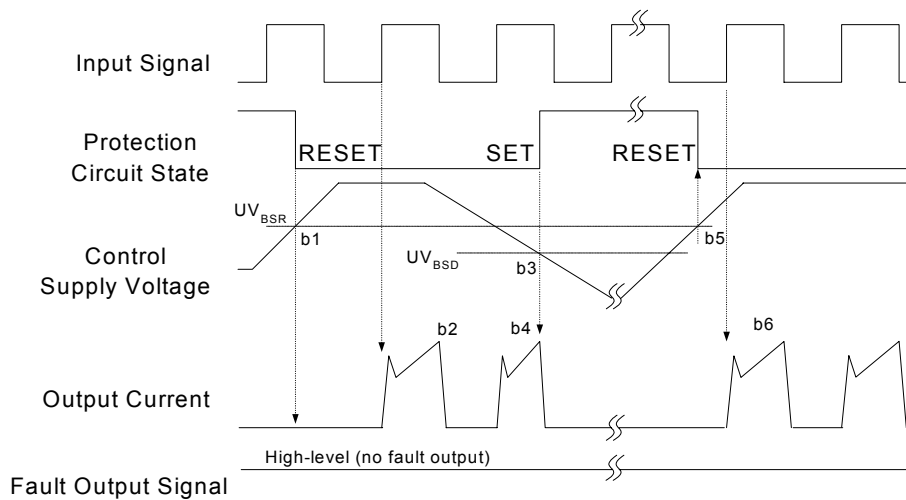 Input Signal
Protection
Circuit State
RESET
SET
RESET
UV_BSR
b1
b5
Control
Supply Voltage
UV_BSD
b3
b2
b4
b6
Output Current
High-level (no fault output)
Fault Output Signal